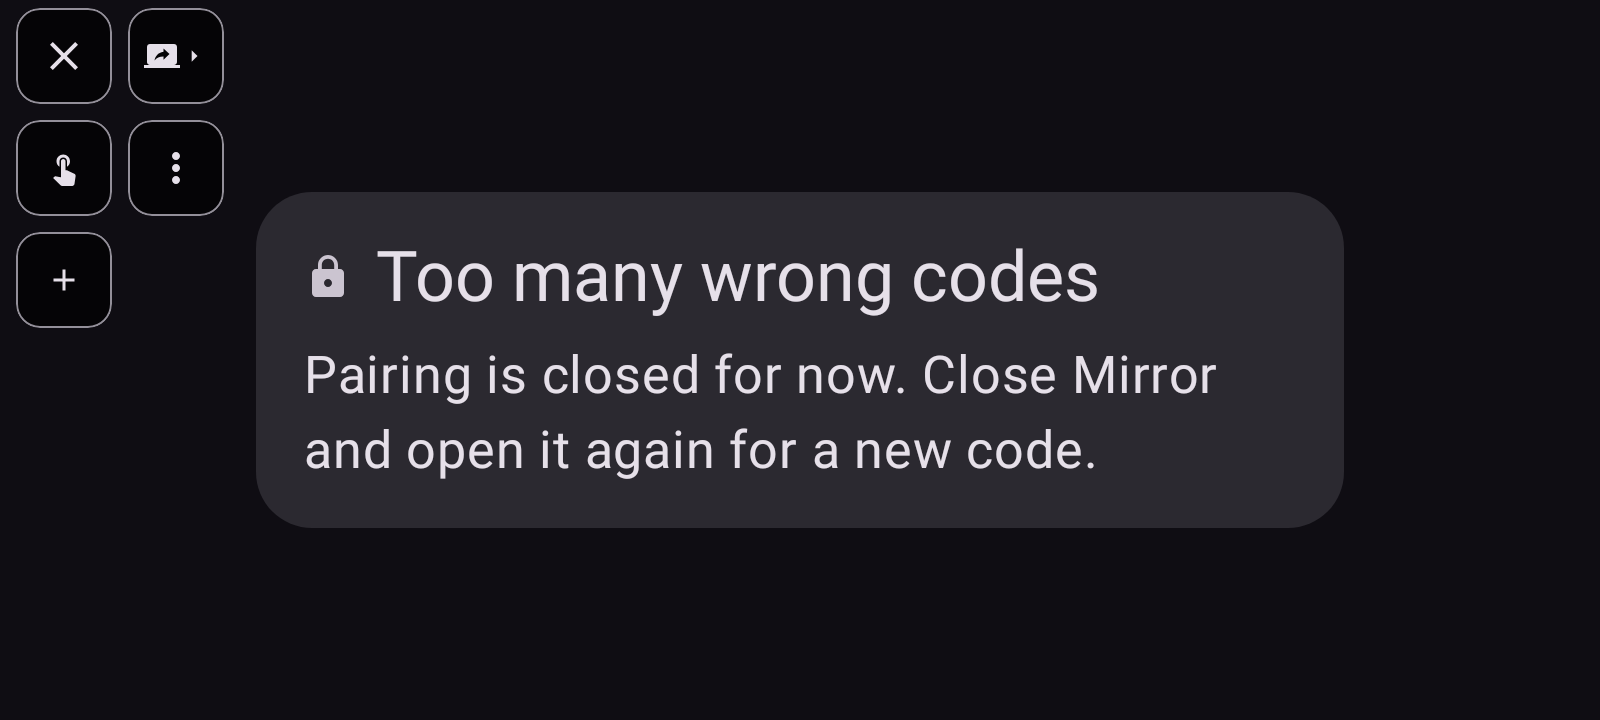 Too many wrong codes
Pairing is closed for now. Close Mirror
and open it again for a new code.